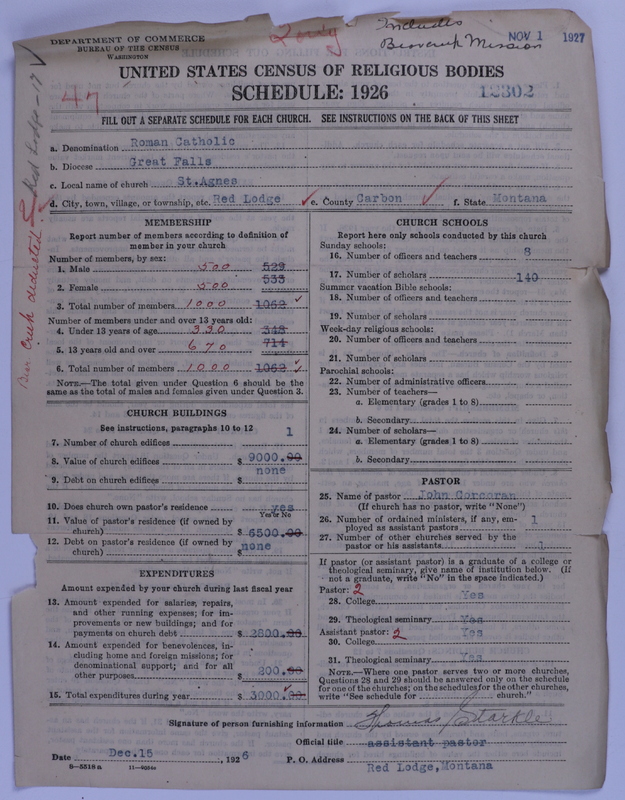 DEPARTMENT OF COMMERCE
BUREAU OF THE CENSUS
WASHINGTON
Includes
Bearcreek Mission
NOV 1 1927
UNITED STATES CENSUS OF RELIGIOUS BODIES
SCHEDULE: 1926
47
12302
FILL OUT A SEPARATE SCHEDULE FOR EACH CHURCH. SEE INSTRUCTIONS ON THE BACK OF THIS SHEET
a. Denomination Roman Catholic
b. Diocese Great Falls
c. Local name of church St.Agnes
d. City, town, village, or township, etc. Red Lodge e. County Carbon f. State Montana
Bear Creek deducted Red Lodge-17
MEMBERSHIP
Report number of members according to definition of
member in your church
Number of members, by sex:
1. Male 500 529
2. Female 500 533
3. Total number of members 1000 1062
Number of members under and over 13 years old:
4. Under 13 years of age 330 348
5. 13 years old and over 670 714
6. Total number of members 1000 1062
NOTE.—The total given under Question 6 should be the
same as the total of males and females given under Question 3.
CHURCH BUILDINGS
See instructions, paragraphs 10 to 12
7. Number of church edifices 1
8. Value of church edifices $ 9000.00
9. Debt on church edifices $ none
10. Does church own pastor's residence yes
Yes or No
11. Value of pastor's residence (if owned by
church) $ 6500.00
12. Debt on pastor's residence (if owned by
church) $ none
EXPENDITURES
Amount expended by your church during last fiscal year
13. Amount expended for salaries, repairs,
and other running expenses; for im-
provements or new buildings; and for
payments on church debt $ 2800.00
14. Amount expended for benevolences, in-
cluding home and foreign missions; for
denominational support; and for all
other purposes $ 200.00
15. Total expenditures during year $ 3000.00
CHURCH SCHOOLS
Report here only schools conducted by this church
Sunday schools:
16. Number of officers and teachers 8
17. Number of scholars 140
Summer vacation Bible schools:
18. Number of officers and teachers
19. Number of scholars
Week-day religious schools:
20. Number of officers and teachers
21. Number of scholars
Parochial schools:
22. Number of administrative officers
23. Number of teachers—
a. Elementary (grades 1 to 8)
b. Secondary
24. Number of scholars—
a. Elementary (grades 1 to 8)
b. Secondary
PASTOR
25. Name of pastor John Corcoran
(If church has no pastor, write "None")
26. Number of ordained ministers, if any, em-
ployed as assistant pastors 1
27. Number of other churches served by the
pastor or his assistants 1
If pastor (or assistant pastor) is a graduate of a college or
theological seminary, give name of institution below. (If
not a graduate, write "No" in the space indicated.)
Pastor: 2
28. College Yes
29. Theological seminary Yes
Assistant pastor: 2
30. College Yes
31. Theological seminary Yes
NOTE.—Where one pastor serves two or more churches,
Questions 28 and 29 should be answered only on the schedule
for one of the churches; on the schedules for the other churches,
write "See schedule for church."
Signature of person furnishing information Thomas Starkle
Official title assistant pastor
Date Dec.15, 1926 P. O. Address Red Lodge,Montana